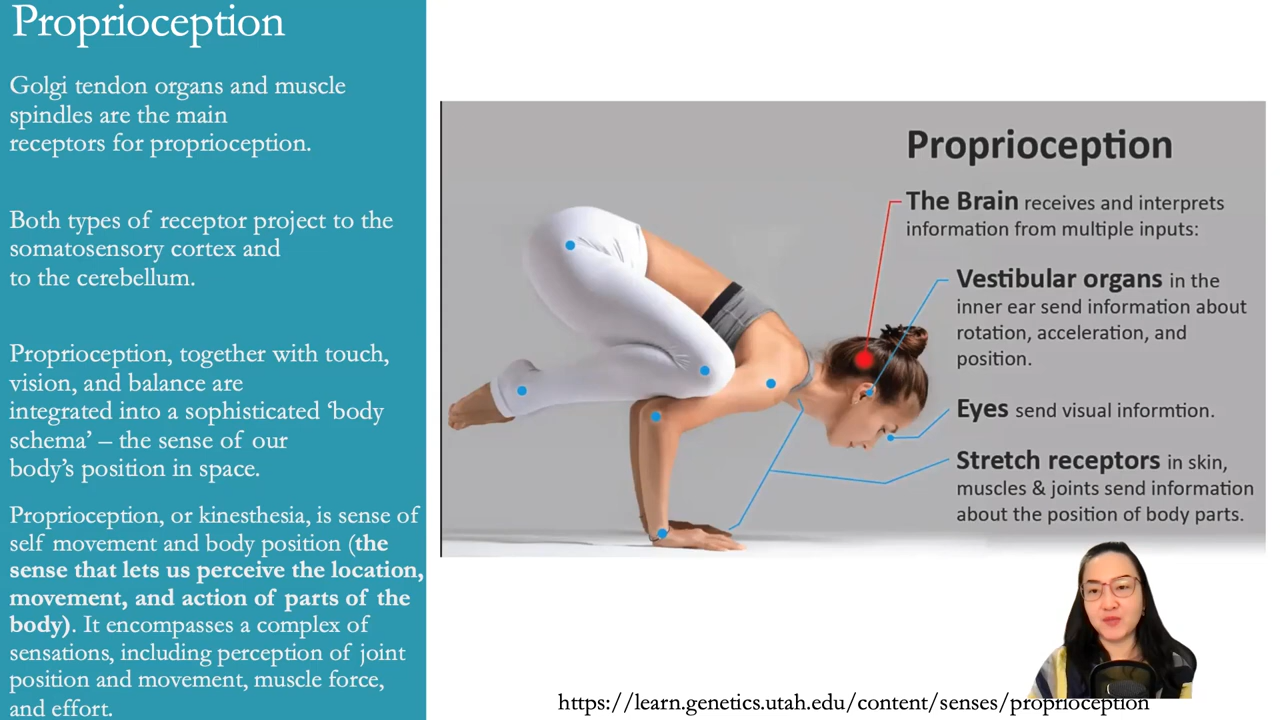 Proprioception
Golgi tendon organs and muscle
spindles are the main
receptors for proprioception.
Both types of receptor project to the
somatosensory cortex and
to the cerebellum.
Proprioception, together with touch,
vision, and balance are
integrated into a sophisticated ‘body
schema’ – the sense of our
body’s position in space.
Proprioception, or kinesthesia, is sense of
self movement and body position (the
sense that lets us perceive the location,
movement, and action of parts of the
body). It encompasses a complex of
sensations, including perception of joint
position and movement, muscle force,
and effort.
Proprioception
The Brain receives and interprets
information from multiple inputs:
Vestibular organs in the
inner ear send information about
rotation, acceleration, and
position.
Eyes send visual informtion.
Stretch receptors in skin,
muscles & joints send information
about the position of body parts.
https://learn.genetics.utah.edu/content/senses/proprioception